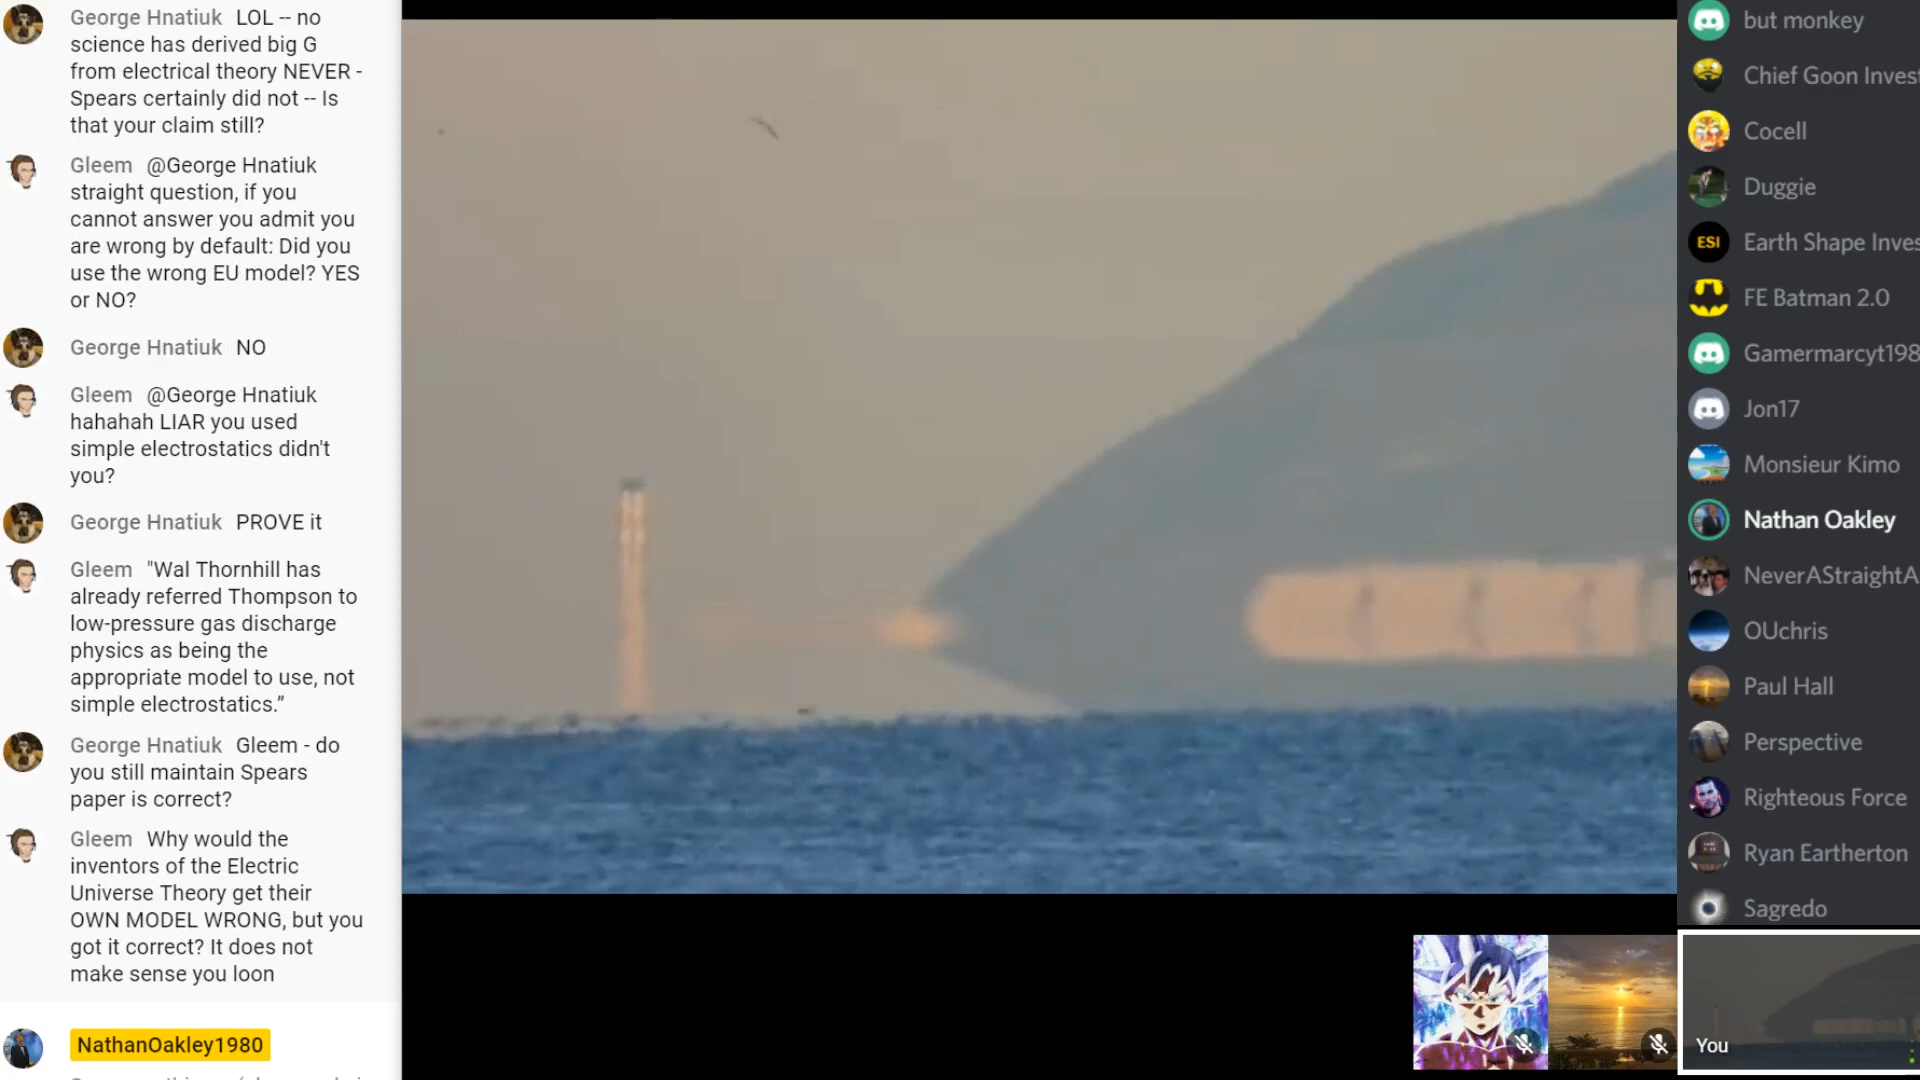 George Hnatiuk LOL -- no
science has derived big G
from electrical theory NEVER -
Spears certainly did not -- Is
that your claim still?
Gleem @George Hnatiuk
straight question, if you
cannot answer you admit you
are wrong by default: Did you
use the wrong EU model? YES
or NO?
George Hnatiuk NO
Gleem @George Hnatiuk
hahahah LIAR you used
simple electrostatics didn't
you?
George Hnatiuk PROVE it
Gleem "Wal Thornhill has
already referred Thompson to
low-pressure gas discharge
physics as being the
appropriate model to use, not
simple electrostatics.”
George Hnatiuk Gleem - do
you still maintain Spears
paper is correct?
Gleem Why would the
inventors of the Electric
Universe Theory get their
OWN MODEL WRONG, but you
got it correct? It does not
make sense you loon
NathanOakley1980
but monkey
Chief Goon Invest
Cocell
Duggie
ESI
Earth Shape Inves
FE Batman 2.0
Gamermarcyt198
Jon17
Monsieur Kimo
Nathan Oakley
NeverAStraightA
OUchris
Paul Hall
Perspective
Righteous Force
Ryan Eartherton
Sagredo
You